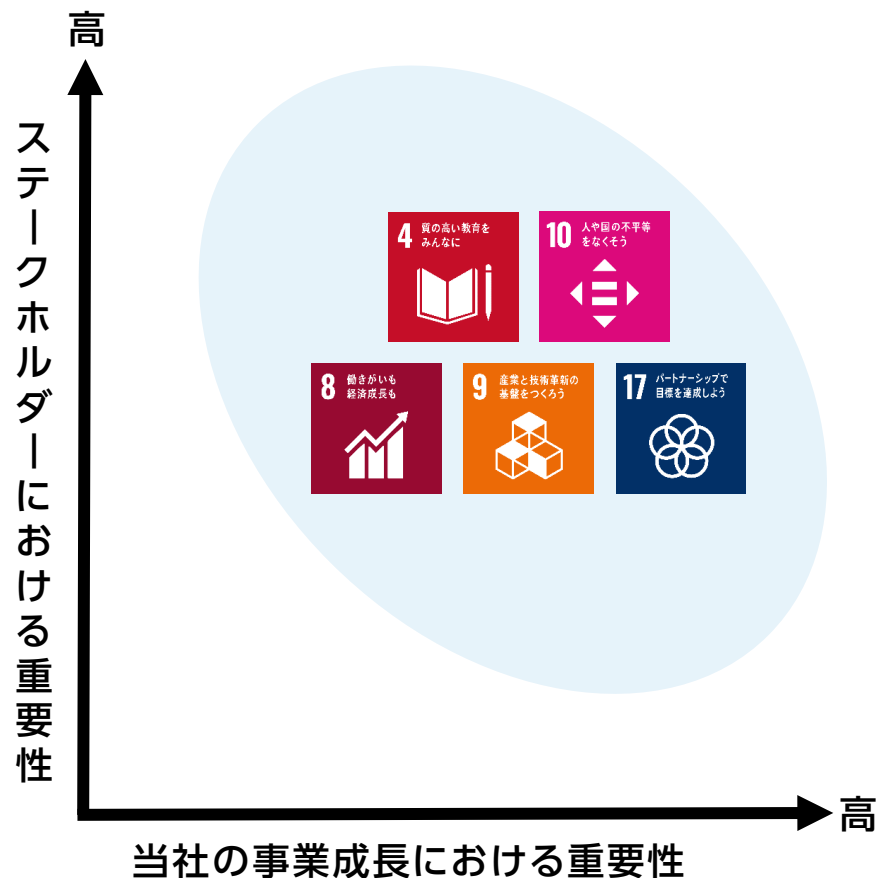 高
ステークホルダーにおける重要性
4 質の高い教育を
みんなに
10 人や国の不平等
をなくそう
8 働きがいも
経済成長も
9 産業と技術革新の
基盤をつくろう
17 パートナーシップで
目標を達成しよう
高
当社の事業成長における重要性